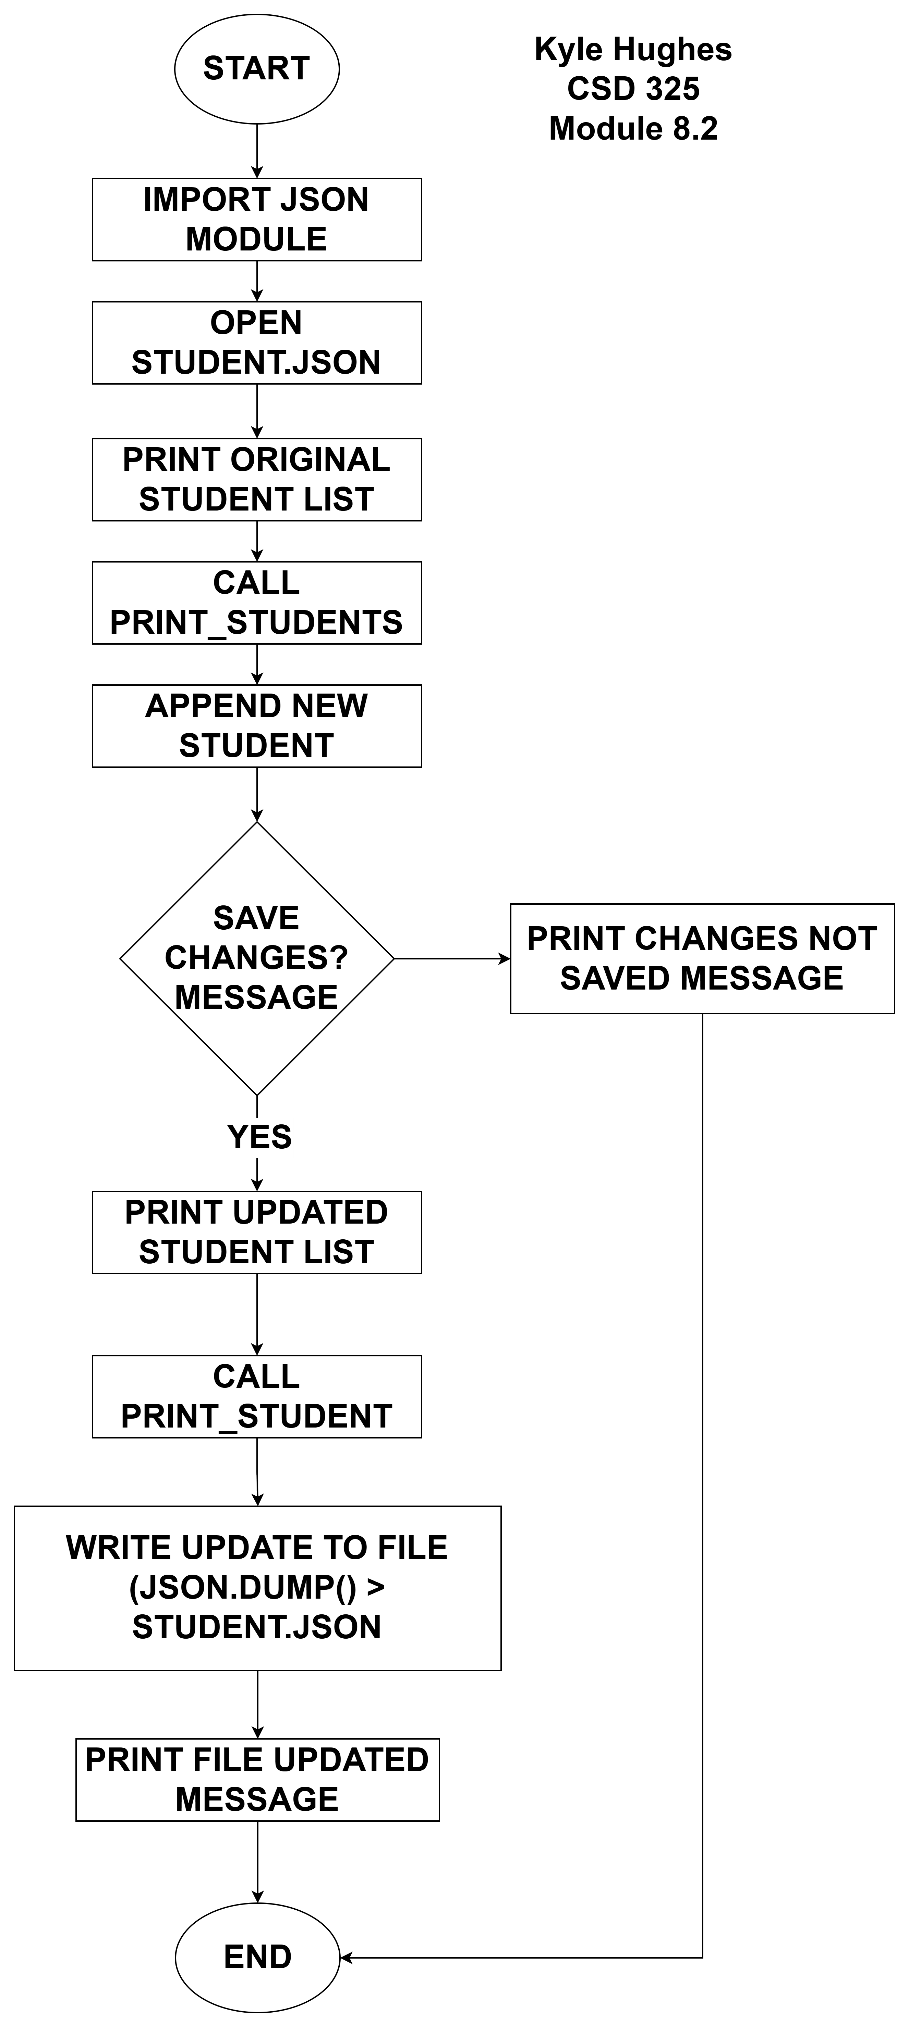 START
Kyle Hughes
CSD 325
Module 8.2
IMPORT JSON
MODULE
OPEN
STUDENT.JSON
PRINT ORIGINAL
STUDENT LIST
CALL
PRINT_STUDENTS
APPEND NEW
STUDENT
SAVE
CHANGES?
MESSAGE
PRINT CHANGES NOT
SAVED MESSAGE
YES
PRINT UPDATED
STUDENT LIST
CALL
PRINT_STUDENT
WRITE UPDATE TO FILE
(JSON.DUMP() >
STUDENT.JSON
PRINT FILE UPDATED
MESSAGE
END